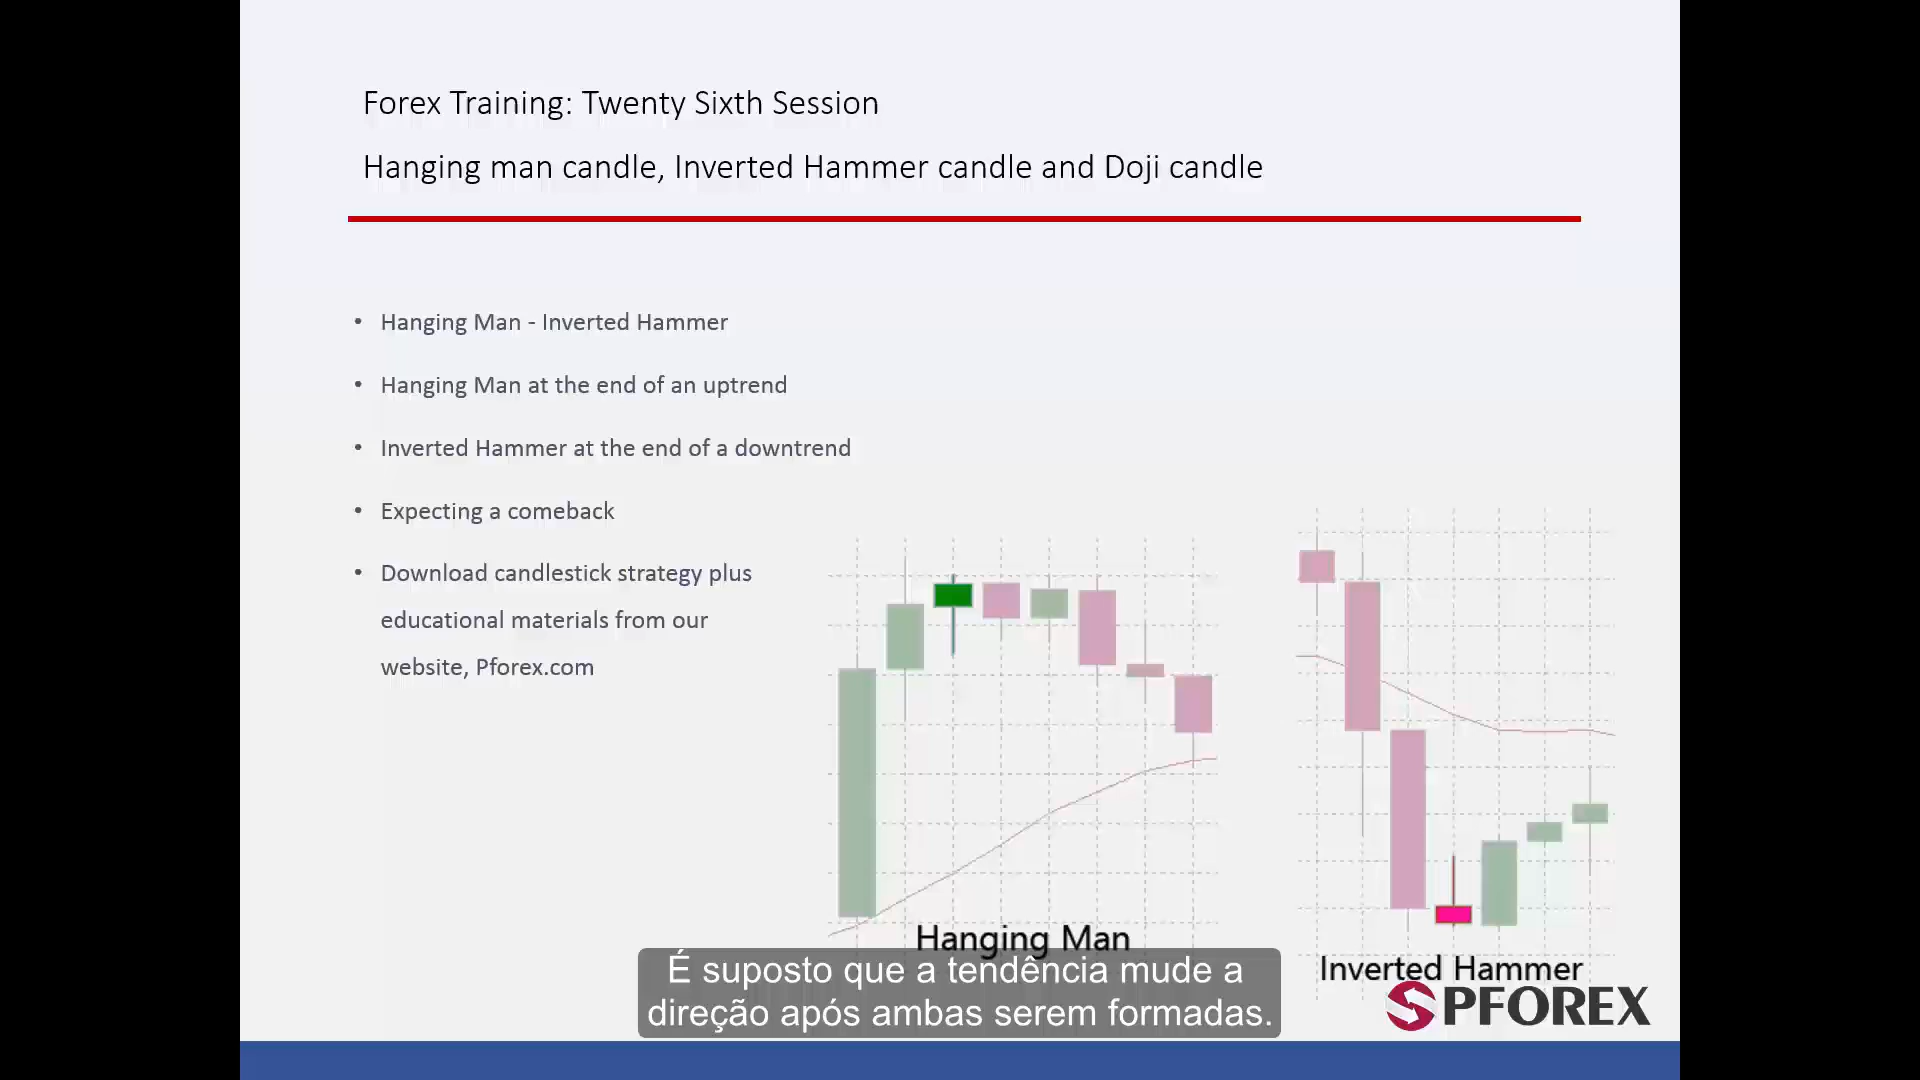 Forex Training: Twenty Sixth Session
Hanging man candle, Inverted Hammer candle and Doji candle
• Hanging Man - Inverted Hammer
• Hanging Man at the end of an uptrend
• Inverted Hammer at the end of a downtrend
• Expecting a comeback
• Download candlestick strategy plus
educational materials from our
website, Pforex.com
Hanging Man
Inverted Hammer
PFOREX
É suposto que a tendência mude a
direção após ambas serem formadas.